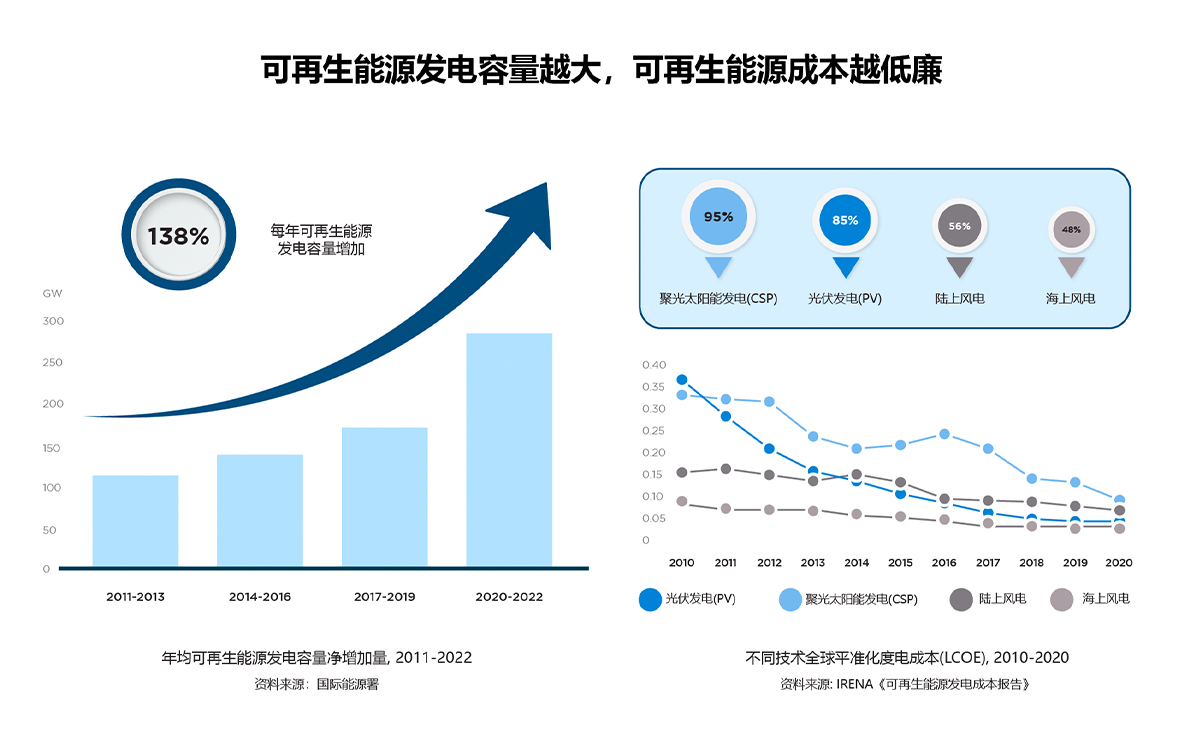 可再生能源发电容量越大，可再生能源成本越低廉
138%
每年可再生能源
发电容量增加
GW
300
250
200
150
100
50
0
2011-2013 2014-2016 2017-2019 2020-2022
年均可再生能源发电容量净增加量, 2011-2022
资料来源：国际能源署
95% 85% 56% 48%
聚光太阳能发电(CSP) 光伏发电(PV) 陆上风电 海上风电
0.40
0.35
0.30
0.25
0.20
0.15
0.10
0.05
0
2010 2011 2012 2013 2014 2015 2016 2017 2018 2019 2020
光伏发电(PV) 聚光太阳能发电(CSP) 陆上风电 海上风电
不同技术全球平准化度电成本(LCOE), 2010-2020
资料来源: IRENA《可再生能源发电成本报告》